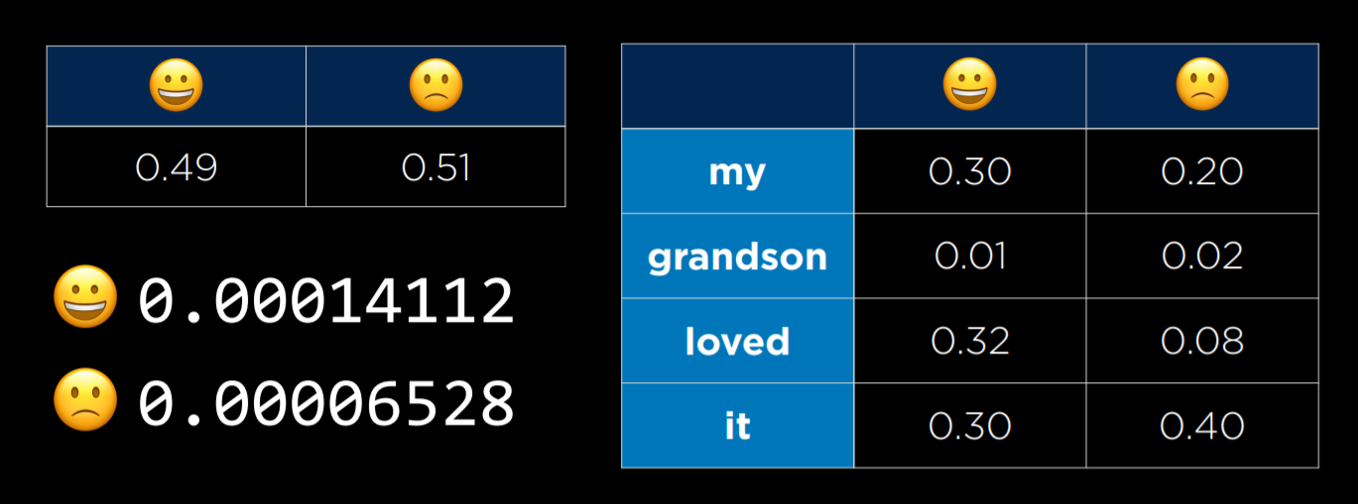 😀 🙁
0.49 0.51
😀 0.00014112
🙁 0.00006528
😀 🙁
my 0.30 0.20
grandson 0.01 0.02
loved 0.32 0.08
it 0.30 0.40